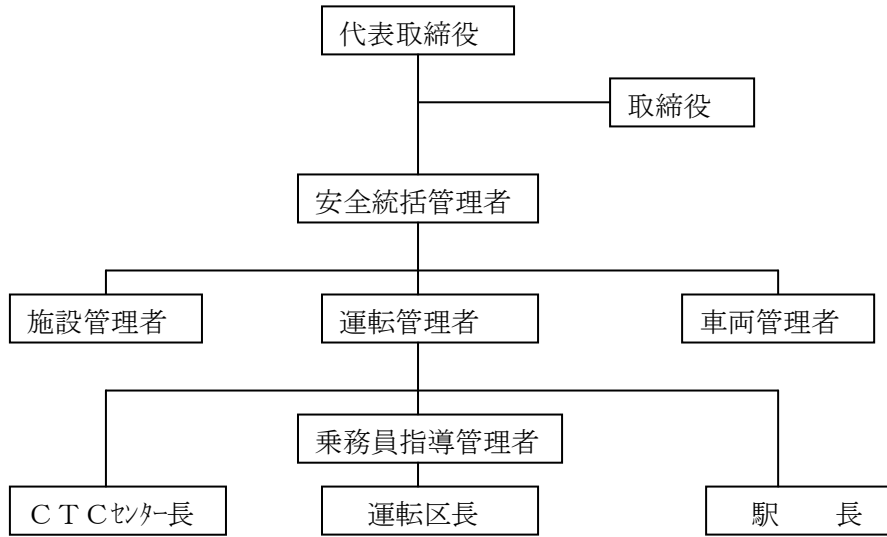 代表取締役
取締役
安全統括管理者
施設管理者
運転管理者
車両管理者
乗務員指導管理者
ＣＴＣｾﾝﾀｰ長
運転区長
駅　　長